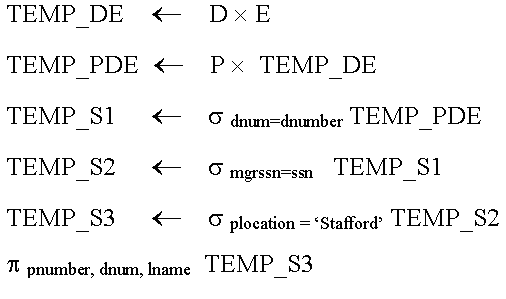 TEMP_DE ← D × E
TEMP_PDE ← P × TEMP_DE
TEMP_S1 ← σ dnum=dnumber TEMP_PDE
TEMP_S2 ← σ mgrssn=ssn TEMP_S1
TEMP_S3 ← σ plocation = ‘Stafford’ TEMP_S2
π pnumber, dnum, lname TEMP_S3